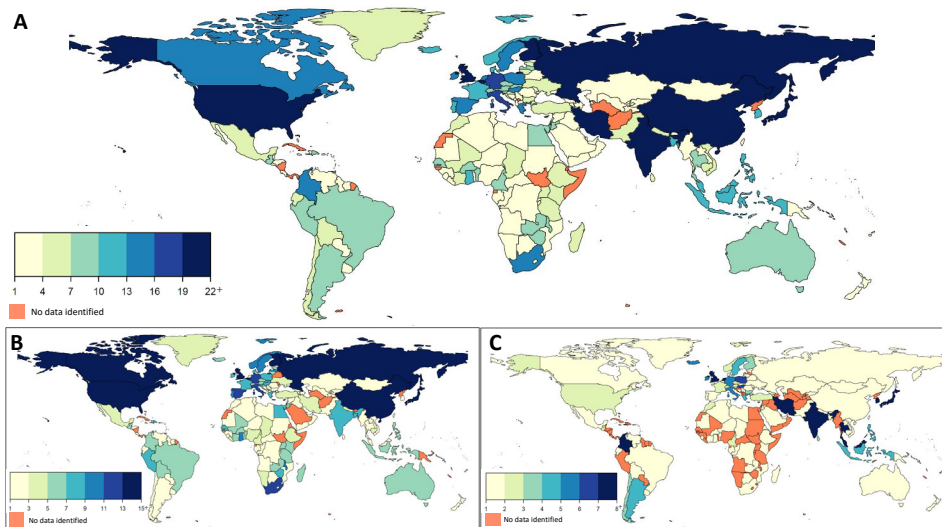 A
1 4 7 10 13 16 19 22+
No data identified
B
1 3 5 7 9 11 13 15+
No data identified
C
1 2 3 4 5 6 7 8+
No data identified